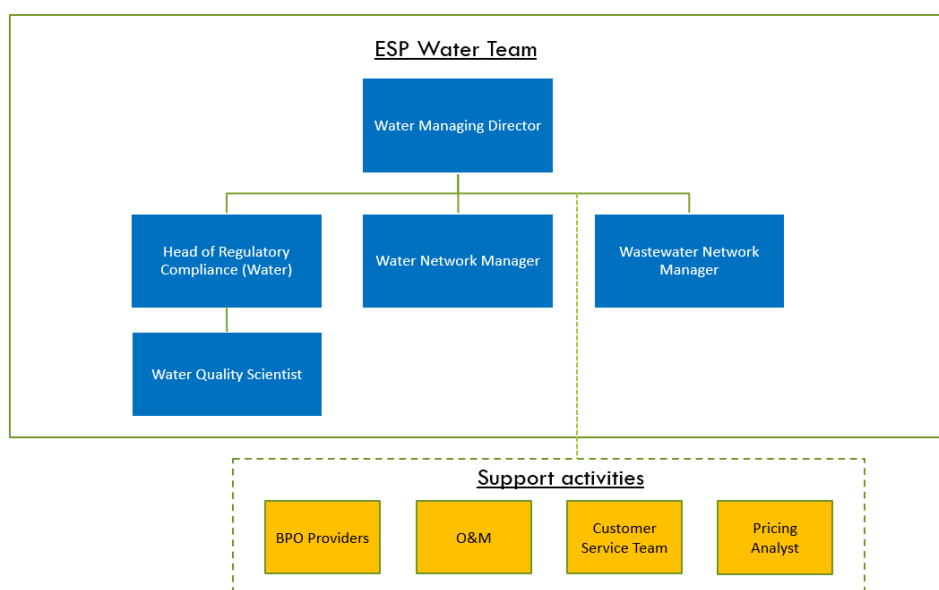 ESP Water Team
Water Managing Director
Head of Regulatory
Compliance (Water)
Water Network Manager
Wastewater Network
Manager
Water Quality Scientist
Support activities
BPO Providers
O&M
Customer
Service Team
Pricing
Analyst